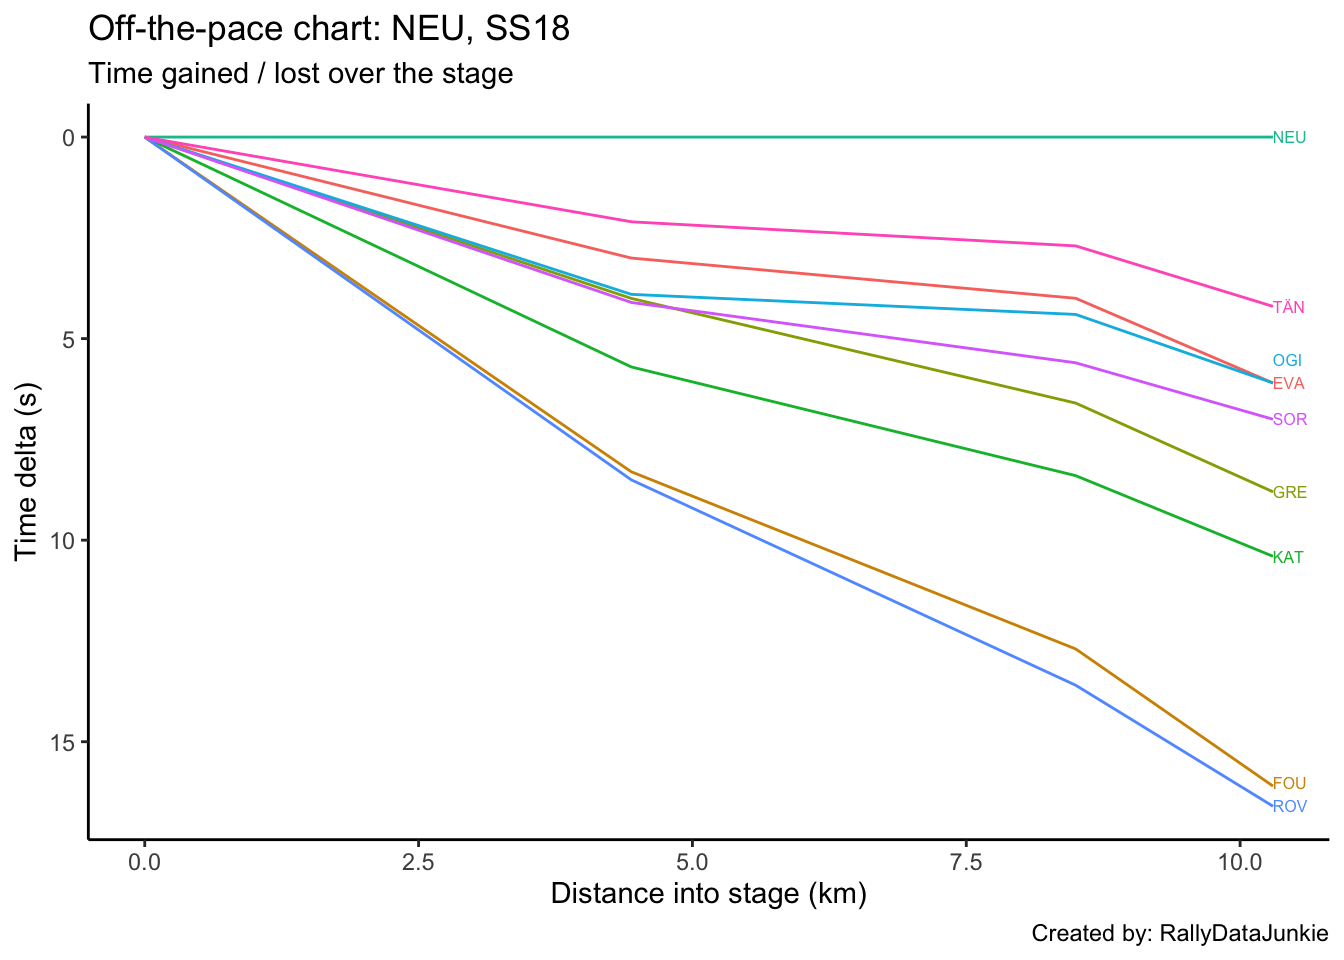 Off-the-pace chart: NEU, SS18
Time gained / lost over the stage
Time delta (s)
0
5
10
15
NEU
TÄN
OGI
EVA
SOR
GRE
KAT
FOU
ROV
0.0 2.5 5.0 7.5 10.0
Distance into stage (km)
Created by: RallyDataJunkie